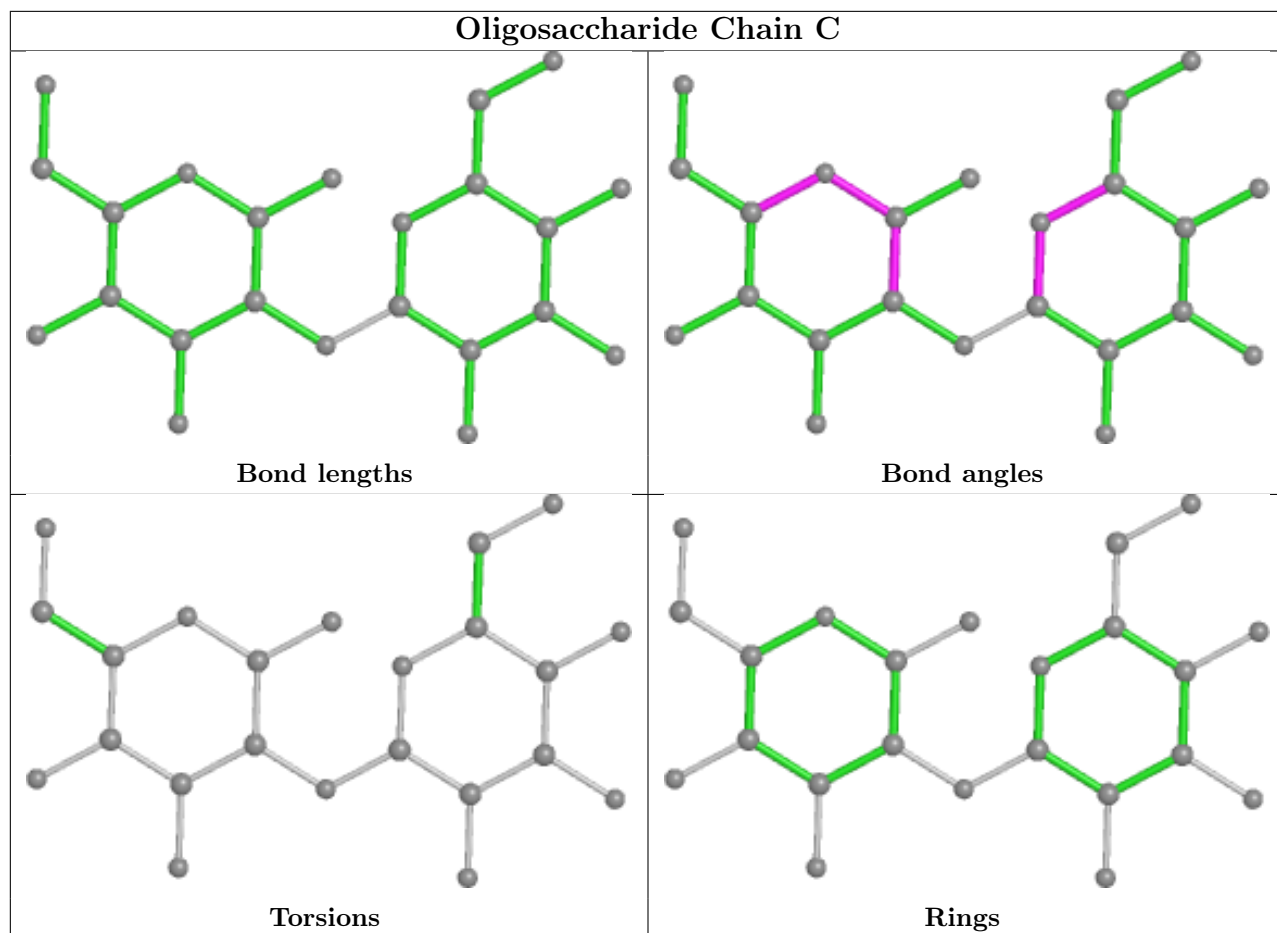 Oligosaccharide Chain C
Bond lengths
Bond angles
Torsions
Rings